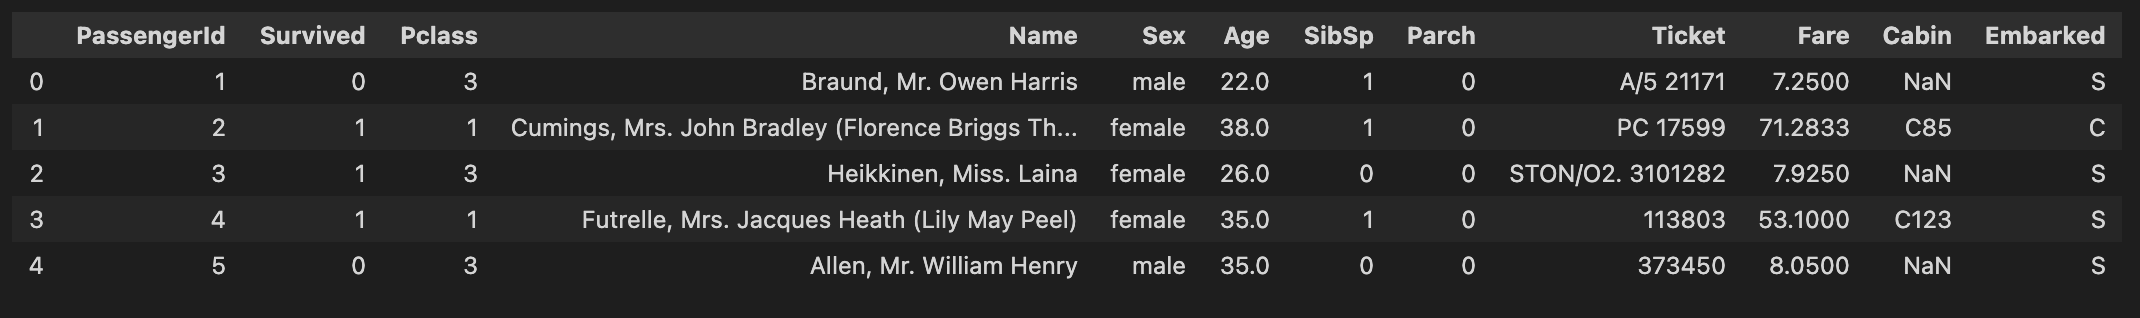 PassengerId Survived Pclass Name Sex Age SibSp Parch Ticket Fare Cabin Embarked
0 1 0 3 Braund, Mr. Owen Harris male 22.0 1 0 A/5 21171 7.2500 NaN S
1 2 1 1 Cumings, Mrs. John Bradley (Florence Briggs Th... female 38.0 1 0 PC 17599 71.2833 C85 C
2 3 1 3 Heikkinen, Miss. Laina female 26.0 0 0 STON/O2. 3101282 7.9250 NaN S
3 4 1 1 Futrelle, Mrs. Jacques Heath (Lily May Peel) female 35.0 1 0 113803 53.1000 C123 S
4 5 0 3 Allen, Mr. William Henry male 35.0 0 0 373450 8.0500 NaN S